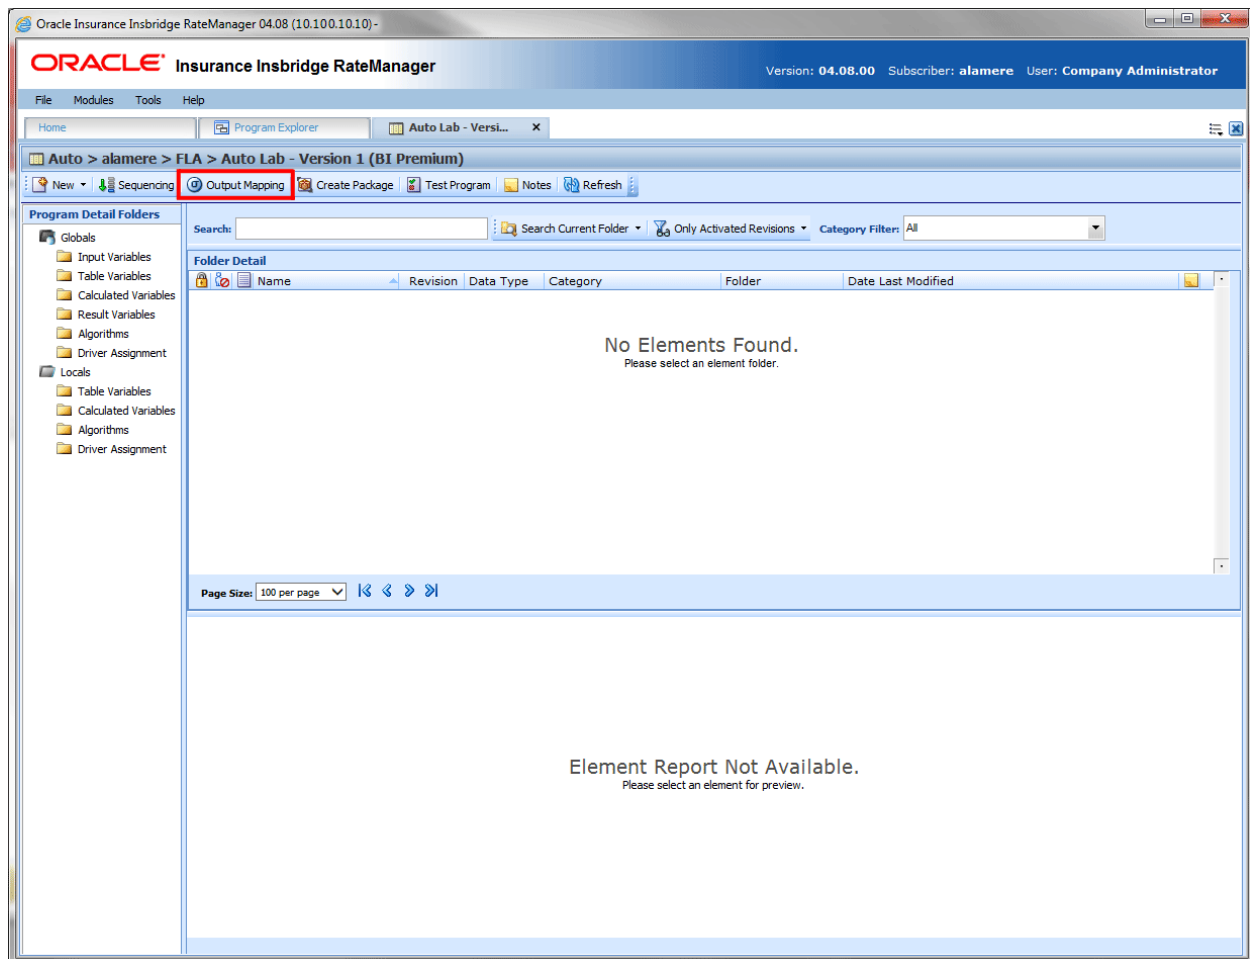 Oracle Insurance Insbridge RateManager 04.08 (10.100.10.10) -
ORACLE Insurance Insbridge RateManager
Version: 04.08.00 Subscriber: alamere User: Company Administrator
File Modules Tools Help
Home Program Explorer Auto Lab - Versi... X
Auto > alamere > FLA > Auto Lab - Version 1 (BI Premium)
New Sequencing Output Mapping Create Package Test Program Notes Refresh
Program Detail Folders
Globals
Input Variables
Table Variables
Calculated Variables
Result Variables
Algorithms
Driver Assignment
Locals
Table Variables
Calculated Variables
Algorithms
Driver Assignment
Search: Search Current Folder Only Activated Revisions Category Filter: All
Folder Detail
Name Revision Data Type Category Folder Date Last Modified
No Elements Found.
Please select an element folder.
Page Size: 100 per page
Element Report Not Available.
Please select an element for preview.